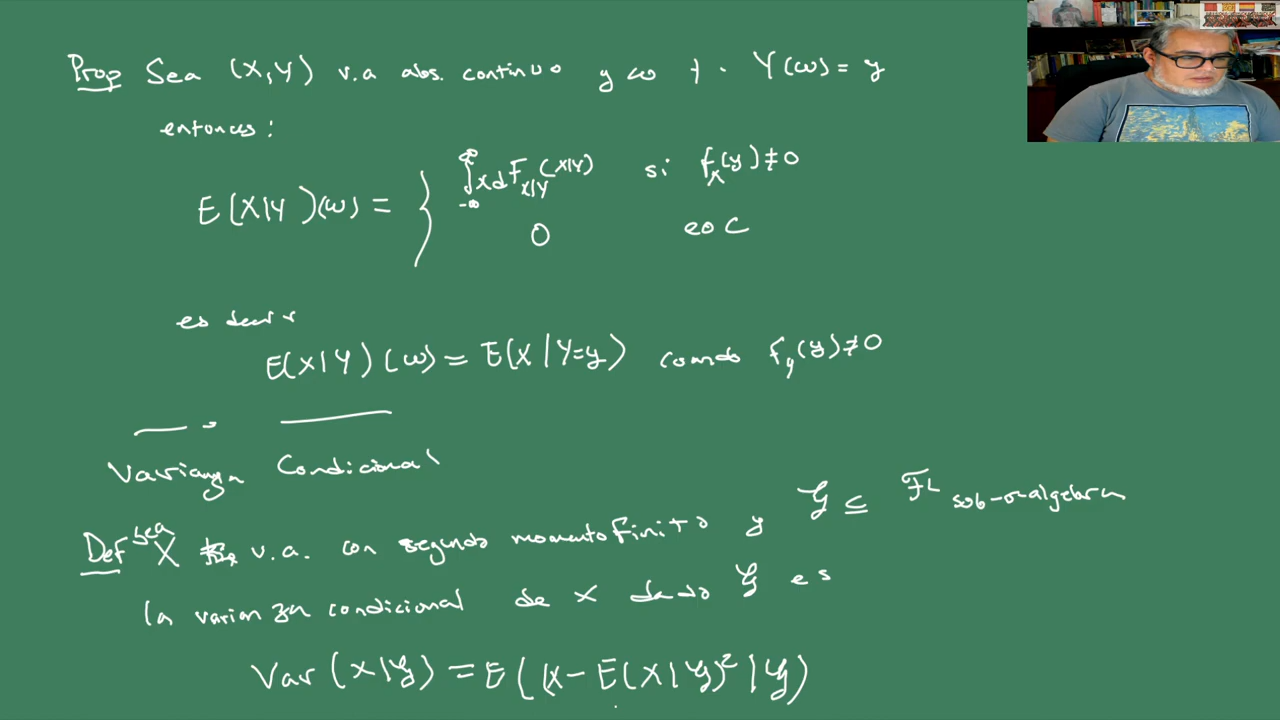 Prop Sea (X,Y) v.a abs. continuo y ω t. Y(ω) = y
entonces:
E(X|Y)(ω) = { ∫_{-∞}^{∞} x dF_{X|Y}(x|y) si f_X(y) ≠ 0
0 eoc
es decir
E(X|Y)(ω) = E(X|Y=y) cuando f_y(y) ≠ 0
Varianza Condicional
Def Sea X v.a. con segundo momento finito y 𝒢 ⊆ ℱ sub-σ-algebra
la varianza condicional de X dado 𝒢 es
Var(X|𝒢) = E((X-E(X|𝒢)²|𝒢)